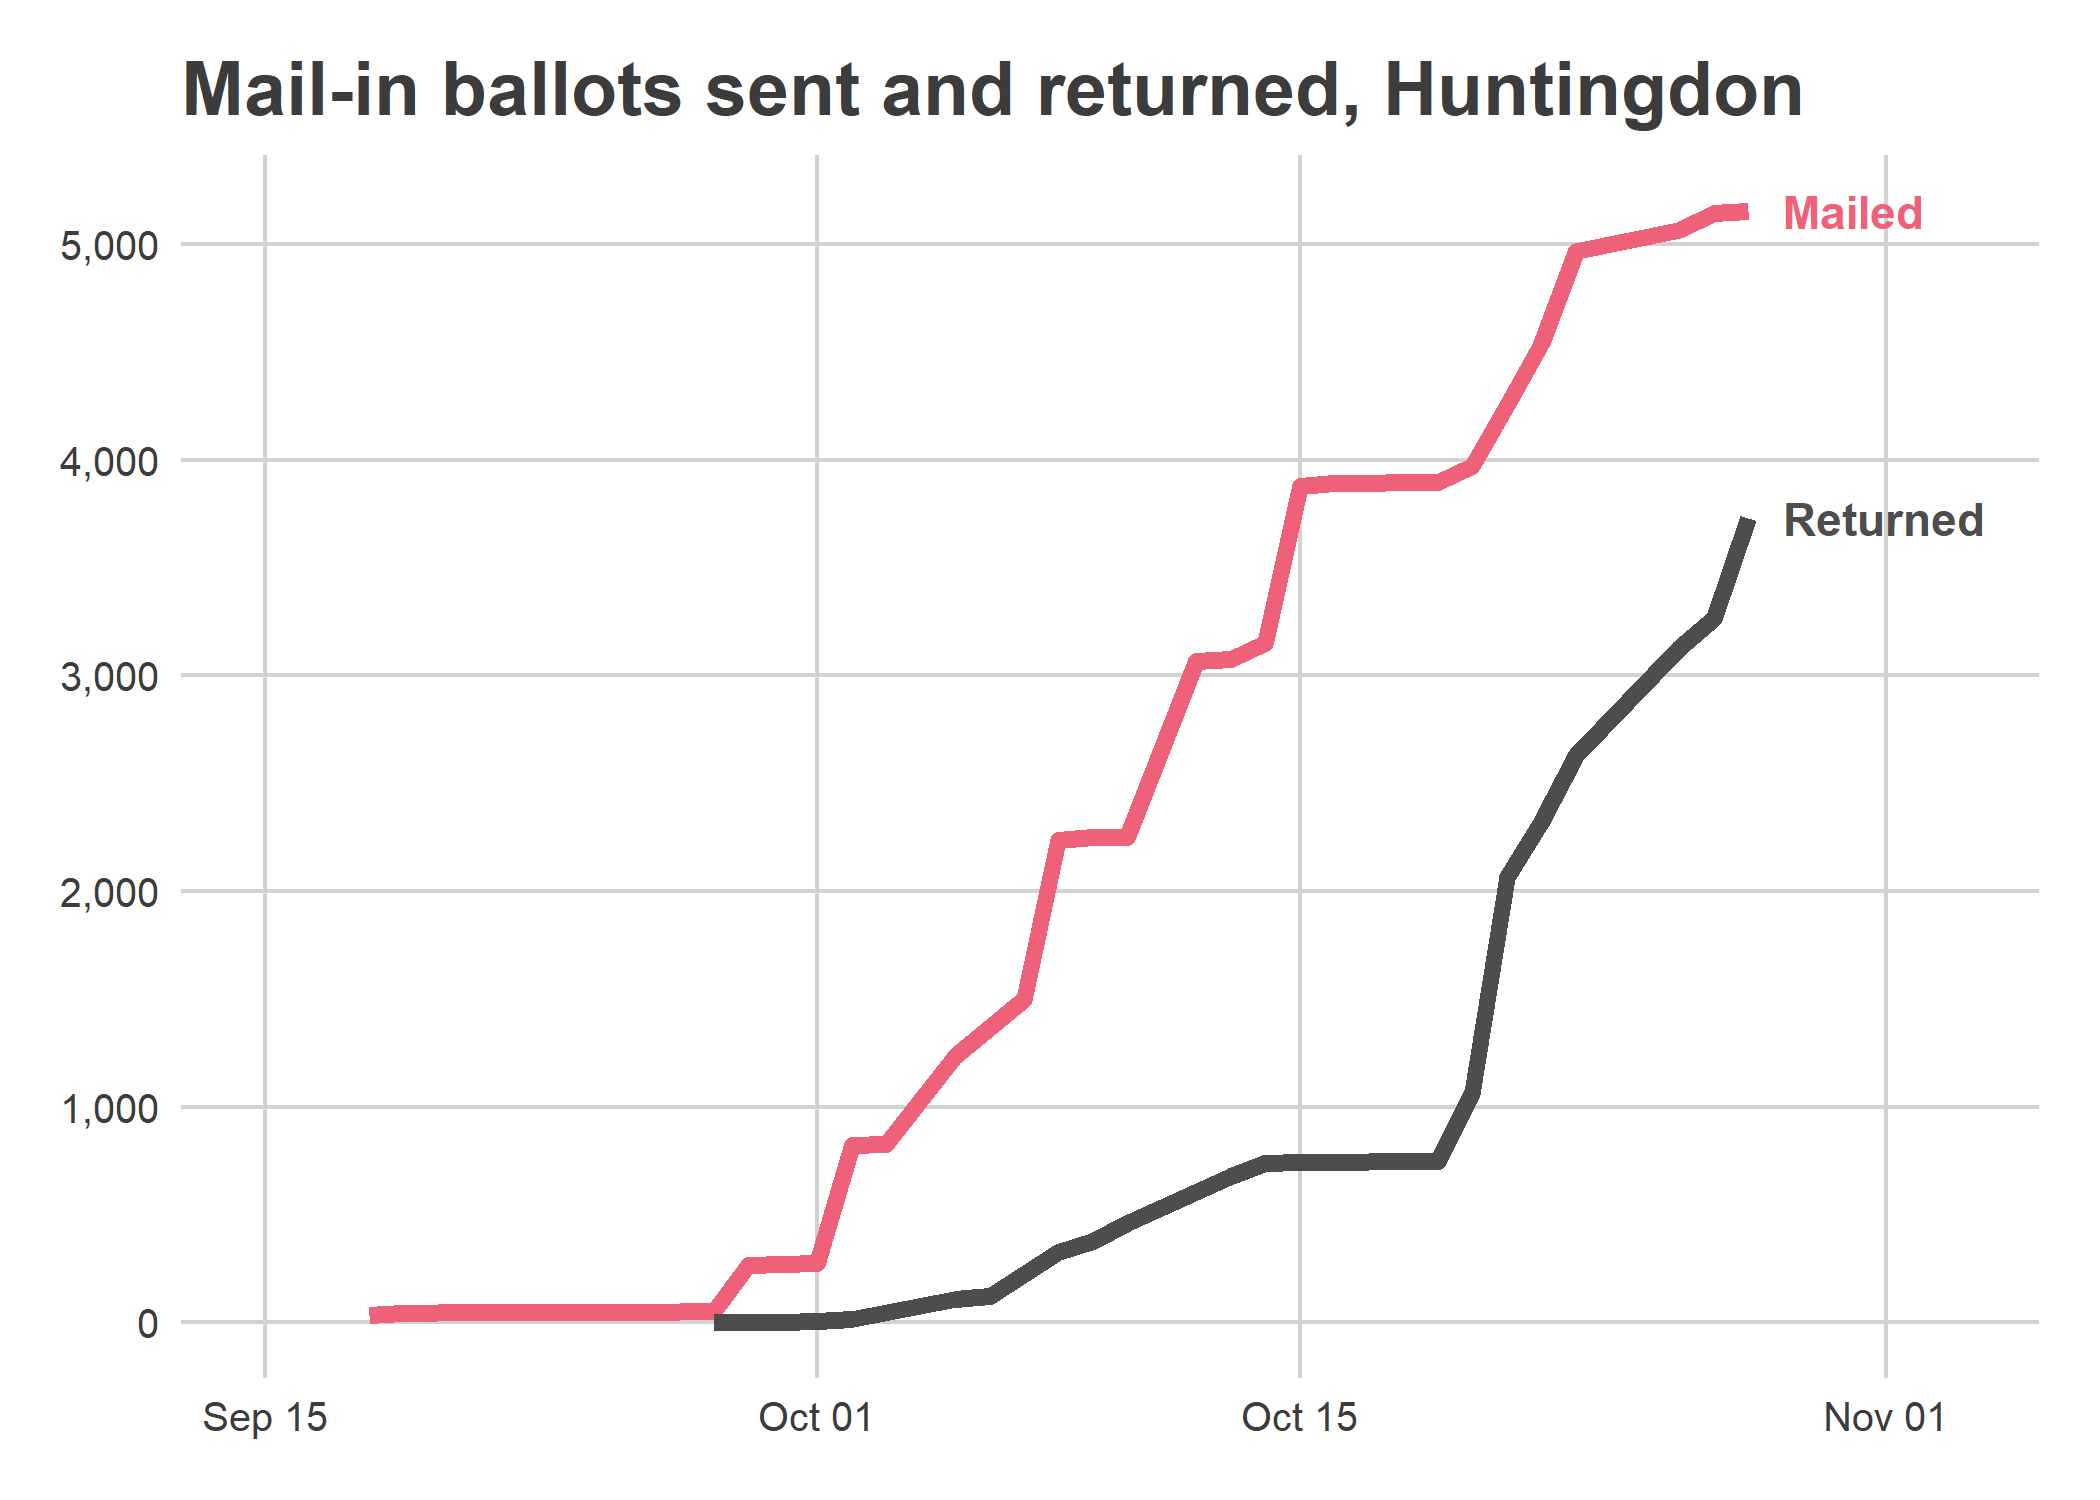 Mail-in ballots sent and returned, Huntingdon
Mailed
5,000
4,000
Returned
3,000
2,000
1,000
0
Sep 15
Oct 01
Oct 15
Nov 01